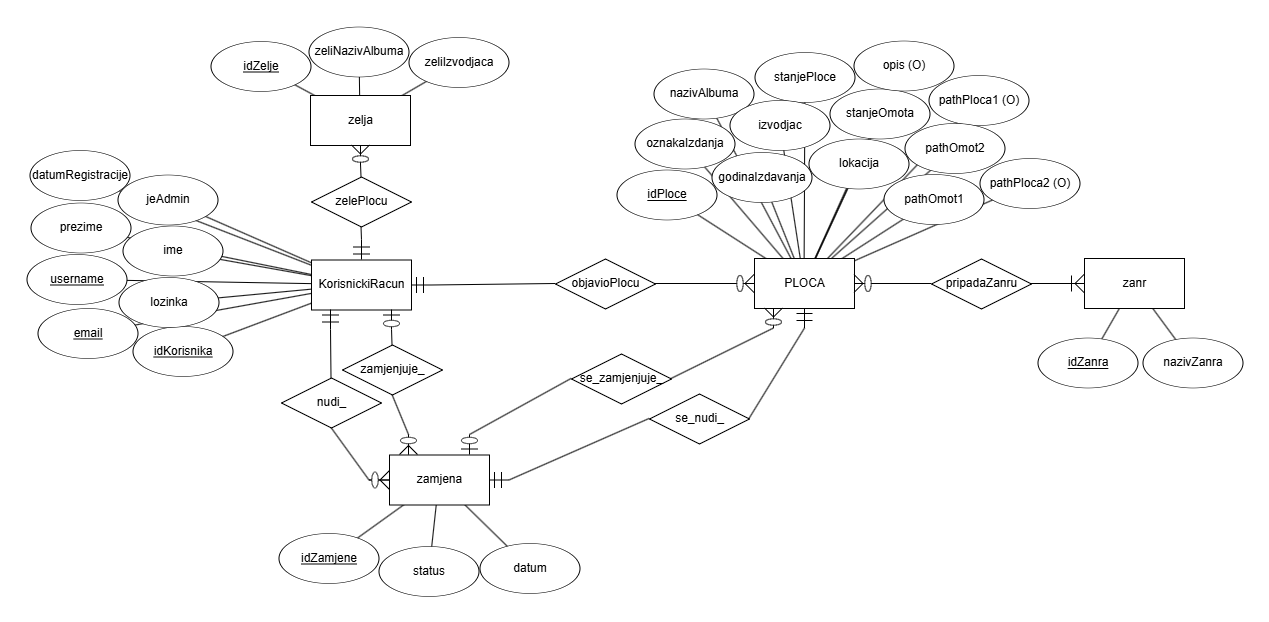 idZelje
zeliNazivAlbuma
zeliIzvodjaca
zelja
zelePlocu
datumRegistracije
jeAdmin
prezime
ime
username
lozinka
email
idKorisnika
KorisnickiRacun
objavioPlocu
nazivAlbuma
stanjePloce
opis (O)
pathPloca1 (O)
oznakaIzdanja
izvodjac
stanjeOmota
pathOmot2
idPloce
godinaIzdavanja
lokacija
pathOmot1
pathPloca2 (O)
PLOCA
pripadaZanru
zanr
idZanra
nazivZanra
zamjenjuje_
nudi_
se_zamjenjuje_
se_nudi_
zamjena
idZamjene
status
datum